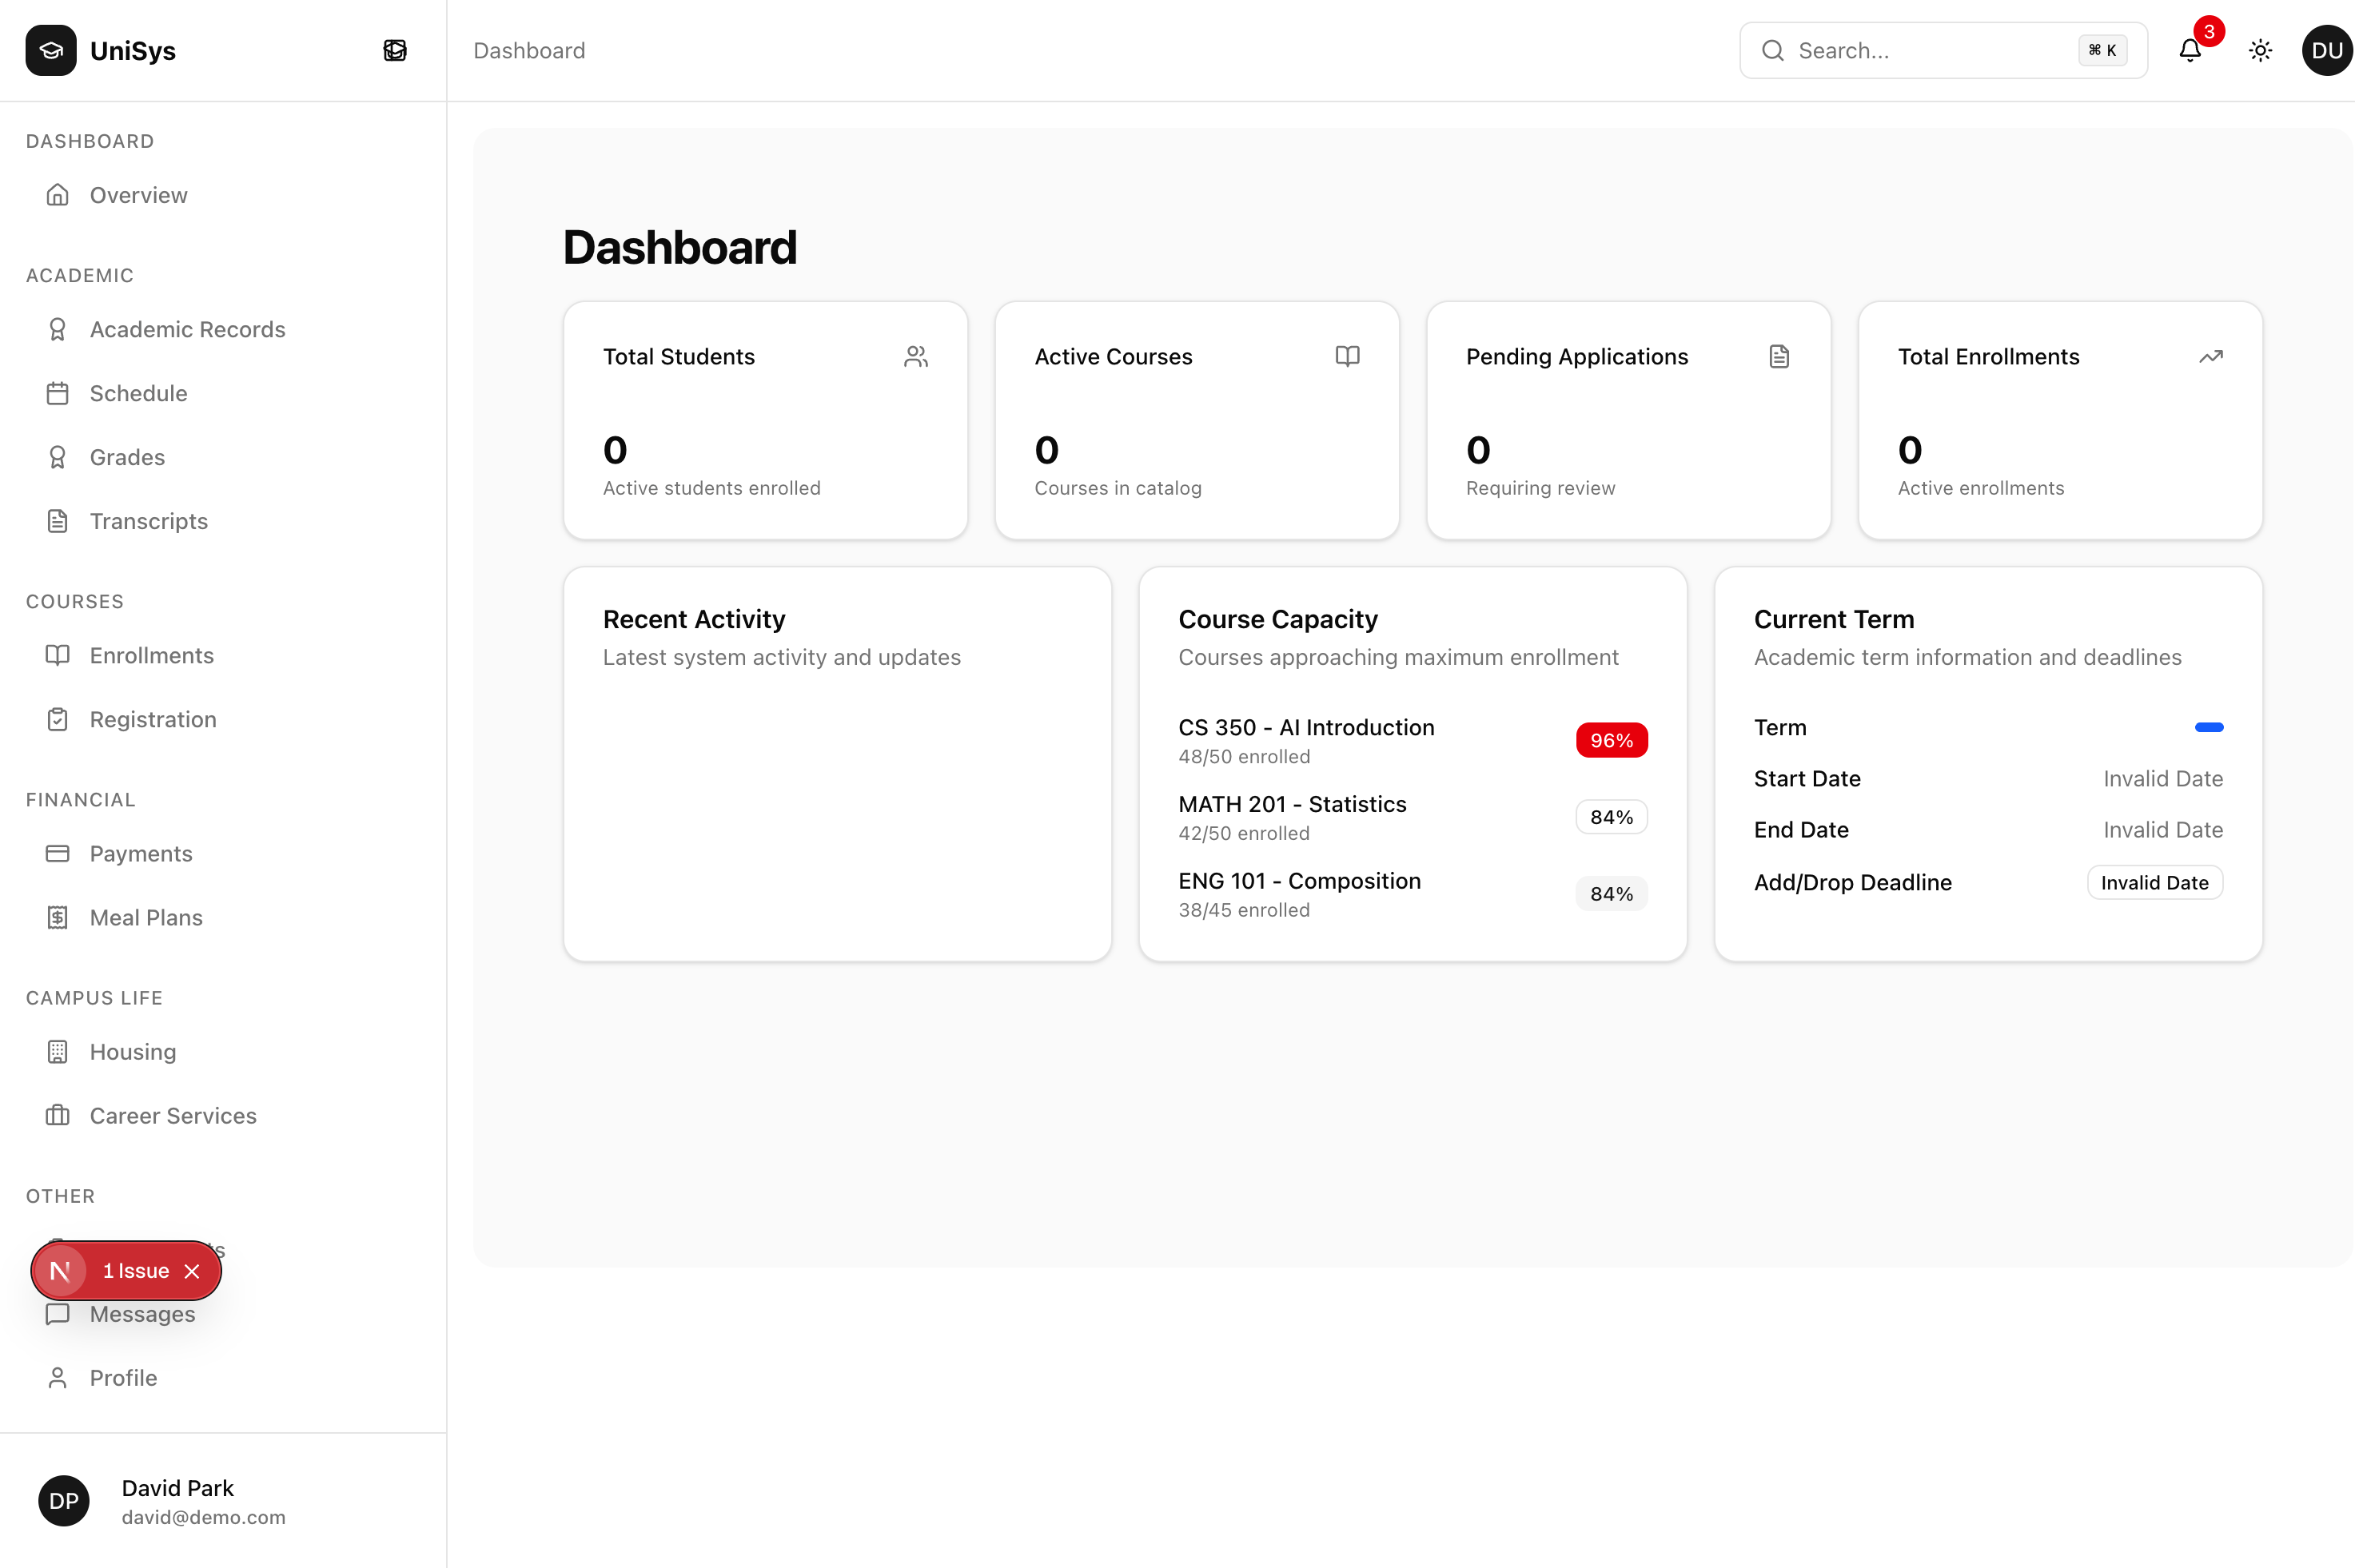 UniSys
Dashboard
Search...
⌘ K
3
DU
DASHBOARD
Overview
ACADEMIC
Academic Records
Schedule
Grades
Transcripts
COURSES
Enrollments
Registration
FINANCIAL
Payments
Meal Plans
CAMPUS LIFE
Housing
Career Services
OTHER
N 1 Issue
Messages
Profile
DP
David Park
david@demo.com
Dashboard
Total Students
0
Active students enrolled
Active Courses
0
Courses in catalog
Pending Applications
0
Requiring review
Total Enrollments
0
Active enrollments
Recent Activity
Latest system activity and updates
Course Capacity
Courses approaching maximum enrollment
CS 350 - AI Introduction
48/50 enrolled
96%
MATH 201 - Statistics
42/50 enrolled
84%
ENG 101 - Composition
38/45 enrolled
84%
Current Term
Academic term information and deadlines
Term
Start Date Invalid Date
End Date Invalid Date
Add/Drop Deadline Invalid Date